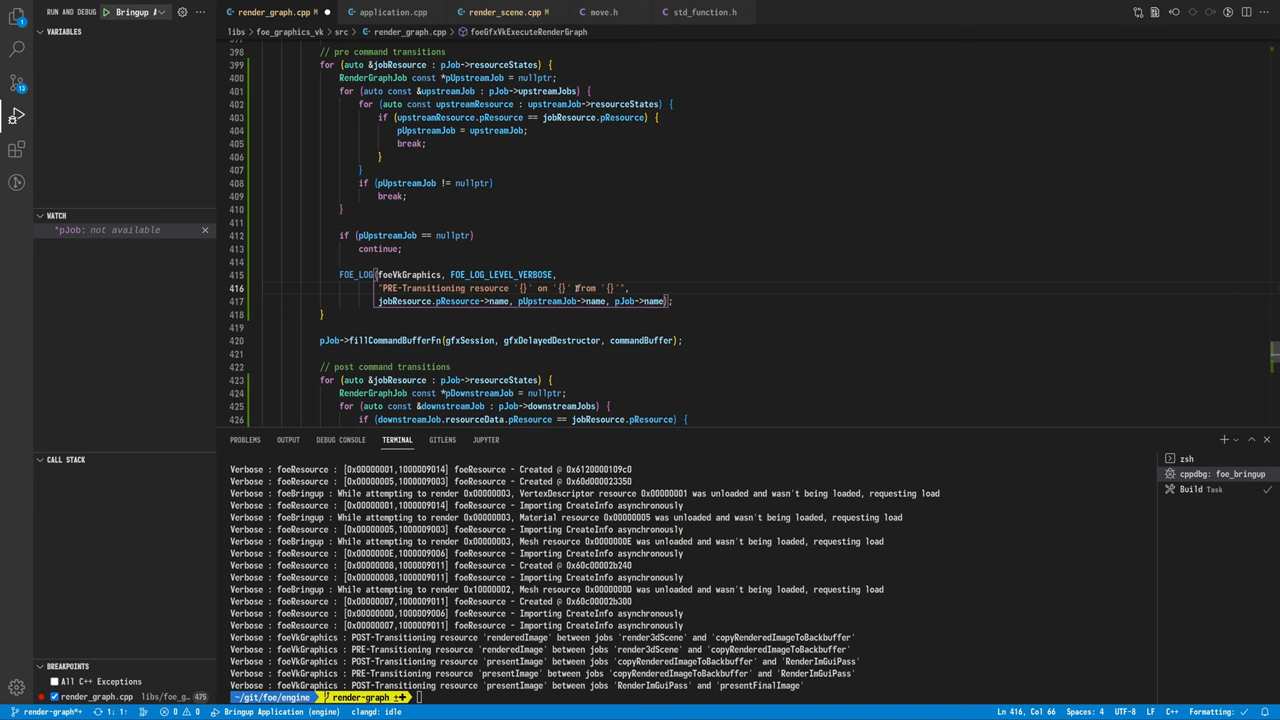 RUN AND DEBUG Bringup A
render_graph.cpp M
application.cpp
render_scene.cpp M
move.h
std_function.h
libs > foe_graphics_vk > src > render_graph.cpp > foeGfxVkExecuteRenderGraph
VARIABLES
WATCH
*pJob: not available
CALL STACK
BREAKPOINTS
All C++ Exceptions
render_graph.cpp libs/foe_g... 475
1
13
397
398 // pre command transitions
399 for (auto &jobResource : pJob->resourceStates) {
400 RenderGraphJob const *pUpstreamJob = nullptr;
401 for (auto const &upstreamJob : pJob->upstreamJobs) {
402 for (auto const upstreamResource : upstreamJob->resourceStates) {
403 if (upstreamResource.pResource == jobResource.pResource) {
404 pUpstreamJob = upstreamJob;
405 break;
406 }
407 }
408 if (pUpstreamJob != nullptr)
409 break;
410 }
411
412 if (pUpstreamJob == nullptr)
413 continue;
414
415 FOE_LOG(foeVkGraphics, FOE_LOG_LEVEL_VERBOSE,
416 "PRE-Transitioning resource '{}' on '{}' from '{}'",
417 jobResource.pResource->name, pUpstreamJob->name, pJob->name);
418 }
419
420 pJob->fillCommandBufferFn(gfxSession, gfxDelayedDestructor, commandBuffer);
421
422 // post command transitions
423 for (auto &jobResource : pJob->resourceStates) {
424 RenderGraphJob const *pDownstreamJob = nullptr;
425 for (auto const &downstreamJob : pJob->downstreamJobs) {
426 if (downstreamJob.resourceData.pResource == jobResource.pResource) {
PROBLEMS OUTPUT DEBUG CONSOLE TERMINAL GITLENS JUPYTER
Verbose : foeResource : [0x00000001,1000009014] foeResource - Created @ 0x6120000109c0
Verbose : foeResource : [0x00000005,1000009003] foeResource - Created @ 0x60d000023350
Verbose : foeBringup : While attempting to render 0x00000003, VertexDescriptor resource 0x00000001 was unloaded and wasn't being loaded, requesting load
Verbose : foeResource : [0x00000001,1000009014] foeResource - Importing CreateInfo asynchronously
Verbose : foeBringup : While attempting to render 0x00000003, Material resource 0x00000005 was unloaded and wasn't being loaded, requesting load
Verbose : foeResource : [0x00000005,1000009003] foeResource - Importing CreateInfo asynchronously
Verbose : foeBringup : While attempting to render 0x00000003, Mesh resource 0x0000000E was unloaded and wasn't being loaded, requesting load
Verbose : foeResource : [0x0000000E,1000009006] foeResource - Importing CreateInfo asynchronously
Verbose : foeResource : [0x00000008,1000009011] foeResource - Created @ 0x60c00002b240
Verbose : foeResource : [0x00000008,1000009011] foeResource - Importing CreateInfo asynchronously
Verbose : foeBringup : While attempting to render 0x10000002, Mesh resource 0x0000000D was unloaded and wasn't being loaded, requesting load
Verbose : foeResource : [0x00000007,1000009011] foeResource - Created @ 0x60c00002b300
Verbose : foeResource : [0x0000000D,1000009006] foeResource - Importing CreateInfo asynchronously
Verbose : foeResource : [0x00000007,1000009011] foeResource - Importing CreateInfo asynchronously
Verbose : foeVkGraphics : POST-Transitioning resource 'renderedImage' between jobs 'render3dScene' and 'copyRenderedImageToBackbuffer'
Verbose : foeVkGraphics : PRE-Transitioning resource 'renderedImage' between jobs 'render3dScene' and 'copyRenderedImageToBackbuffer'
Verbose : foeVkGraphics : POST-Transitioning resource 'presentImage' between jobs 'copyRenderedImageToBackbuffer' and 'RenderImGuiPass'
Verbose : foeVkGraphics : PRE-Transitioning resource 'presentImage' between jobs 'copyRenderedImageToBackbuffer' and 'RenderImGuiPass'
Verbose : foeVkGraphics : POST-Transitioning resource 'presentImage' between jobs 'RenderImGuiPass' and 'presentFinalImage'
~/git/foe/engine render-graph
zsh
cppdbg: foe_bringup
Build Task
render-graph* 1↓ 1↑ 0 0 Bringup Application (engine) clangd: idle
Ln 416, Col 66 Spaces: 4 UTF-8 LF C++ Formatting: